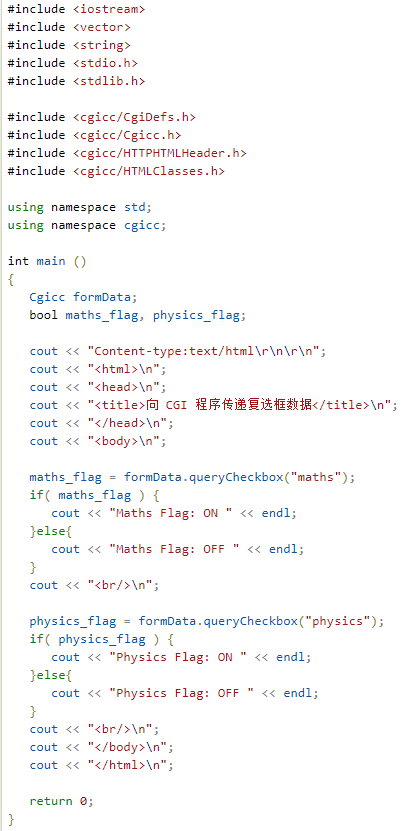 #include <iostream>
#include <vector>
#include <string>
#include <stdio.h>
#include <stdlib.h>

#include <cgicc/CgiDefs.h>
#include <cgicc/Cgicc.h>
#include <cgicc/HTTPHTMLHeader.h>
#include <cgicc/HTMLClasses.h>

using namespace std;
using namespace cgicc;

int main ()
{
   Cgicc formData;
   bool maths_flag, physics_flag;

   cout << "Content-type:text/html\r\n\r\n";
   cout << "<html>\n";
   cout << "<head>\n";
   cout << "<title>向 CGI 程序传递复选框数据</title>\n";
   cout << "</head>\n";
   cout << "<body>\n";

   maths_flag = formData.queryCheckbox("maths");
   if( maths_flag ) {
      cout << "Maths Flag: ON " << endl;
   }else{
      cout << "Maths Flag: OFF " << endl;
   }
   cout << "<br/>\n";

   physics_flag = formData.queryCheckbox("physics");
   if( physics_flag ) {
      cout << "Physics Flag: ON " << endl;
   }else{
      cout << "Physics Flag: OFF " << endl;
   }
   cout << "<br/>\n";
   cout << "</body>\n";
   cout << "</html>\n";

   return 0;
}